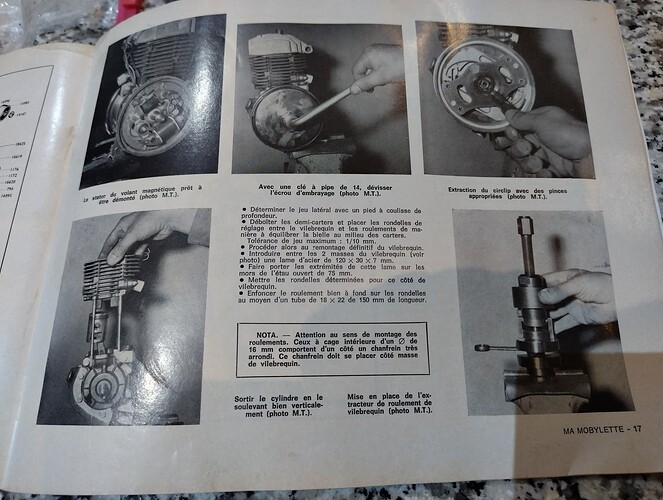 Le stator du volant magnétique prêt à
être démonté (photo M.T.).
Avec une clé à pipe de 14, dévisser
l'écrou d'embrayage (photo M.T.).
Extraction du circlip avec des pinces
appropriées (photo M.T.).
● Déterminer le jeu latéral avec un pied à coulisse de
profondeur.
● Déboîter les demi-carters et placer les rondelles de
réglage entre le vilebrequin et les roulements de ma-
nière à équilibrer la bielle au milieu des carters.
Tolérance de jeu maximum : 1/10 mm.
● Procéder alors au remontage définitif du vilebrequin.
● Introduire entre les 2 masses du vilebrequin (voir
photo) une lame d'acier de 120 × 30 × 7 mm.
● Faire porter les extrémités de cette lame sur les
mors de l'étau ouvert de 75 mm.
● Mettre les rondelles déterminées pour ce côté de
vilebrequin.
● Enfoncer le roulement bien à fond sur les rondelles
au moyen d'un tube de 18 × 22 de 150 mm de longueur.
NOTA. — Attention au sens de montage des
roulements. Ceux à cage intérieure d'un ∅ de
16 mm comportent d'un côté un chanfrein très
arrondi. Ce chanfrein doit se placer côté masse
de vilebrequin.
Sortir le cylindre en le
soulevant bien verticale-
ment (photo M.T.).
Mise en place de l'ex-
tracteur de roulement de
vilebrequin (photo M.T.).
MA MOBYLETTE - 17